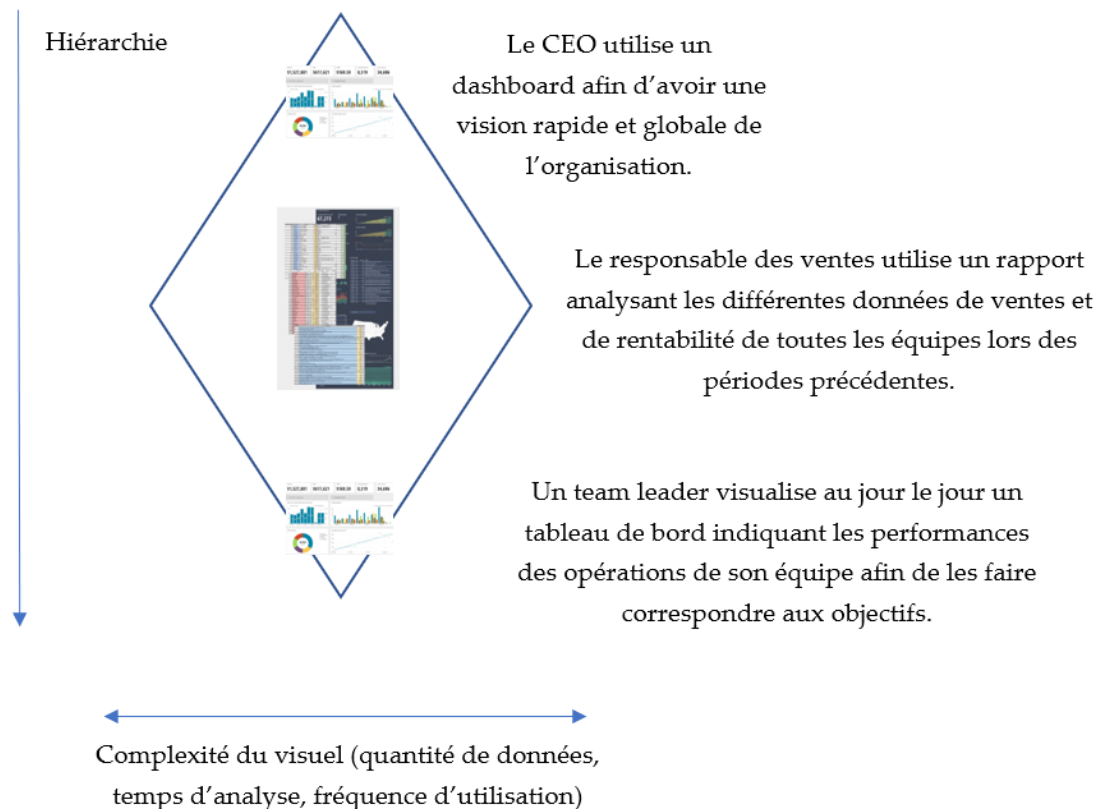 Hiérarchie
Le CEO utilise un
dashboard afin d’avoir une
vision rapide et globale de
l’organisation.
Le responsable des ventes utilise un rapport
analysant les différentes données de ventes et
de rentabilité de toutes les équipes lors des
périodes précédentes.
Un team leader visualise au jour le jour un
tableau de bord indiquant les performances
des opérations de son équipe afin de les faire
correspondre aux objectifs.
Complexité du visuel (quantité de données,
temps d’analyse, fréquence d’utilisation)